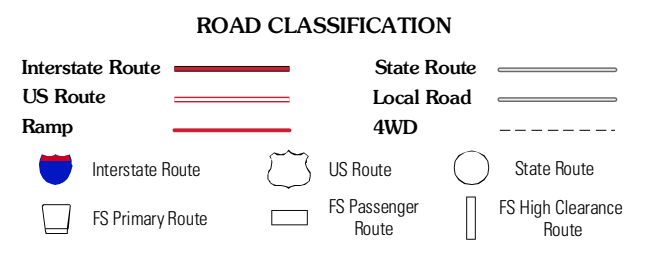 ROAD CLASSIFICATION
Interstate Route
State Route
US Route
Local Road
Ramp
4WD
Interstate Route
US Route
State Route
FS Primary Route
FS Passenger
Route
FS High Clearance
Route